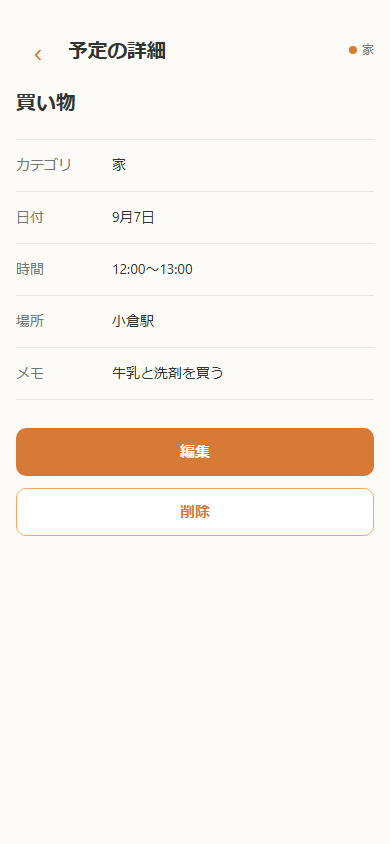 ‹ 予定の詳細 家
買い物
カテゴリ 家
日付 9月7日
時間 12:00〜13:00
場所 小倉駅
メモ 牛乳と洗剤を買う
編集
削除